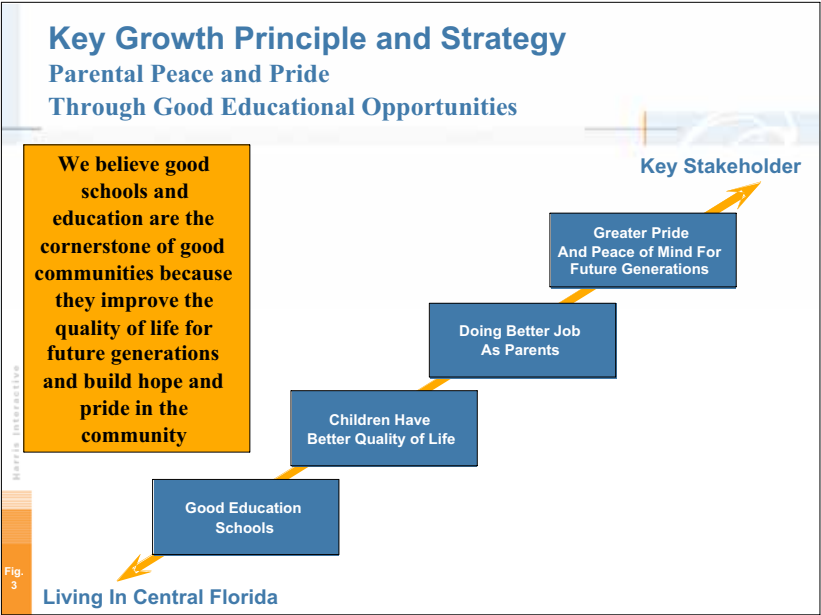 Key Growth Principle and Strategy
Parental Peace and Pride
Through Good Educational Opportunities
We believe good
schools and
education are the
cornerstone of good
communities because
they improve the
quality of life for
future generations
and build hope and
pride in the
community
Key Stakeholder
Greater Pride
And Peace of Mind For
Future Generations
Doing Better Job
As Parents
Children Have
Better Quality of Life
Good Education
Schools
Living In Central Florida
Harris Interactive
Fig.
3